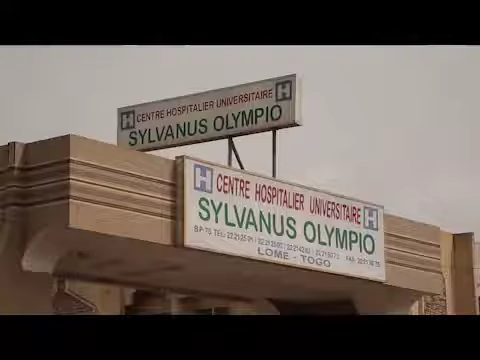 H CENTRE HOSPITALIER UNIVERSITAIRE H
SYLVANUS OLYMPIO
H CENTRE HOSPITALIER UNIVERSITAIRE H
SYLVANUS OLYMPIO
LOME - TOGO